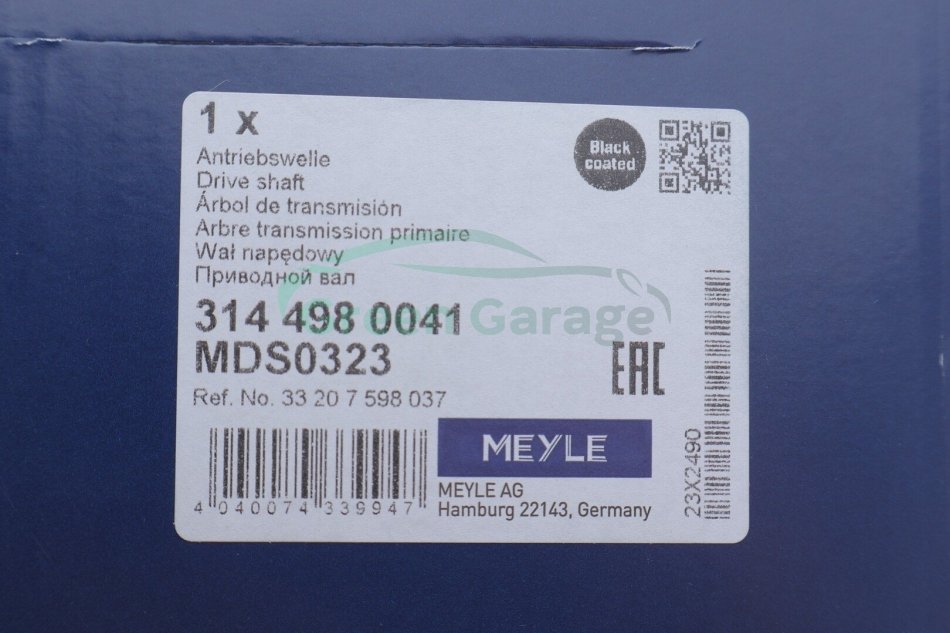 1 x
Antriebswelle
Drive shaft
Árbol de transmisión
Arbre transmission primaire
Wał napędowy
Приводной вал
314 498 0041
MDS0323
Ref. No. 33 20 7 598 037
4 040074 339947
Black
coated
EAC
MEYLE
MEYLE AG
Hamburg 22143, Germany
23X2490
Green Garage